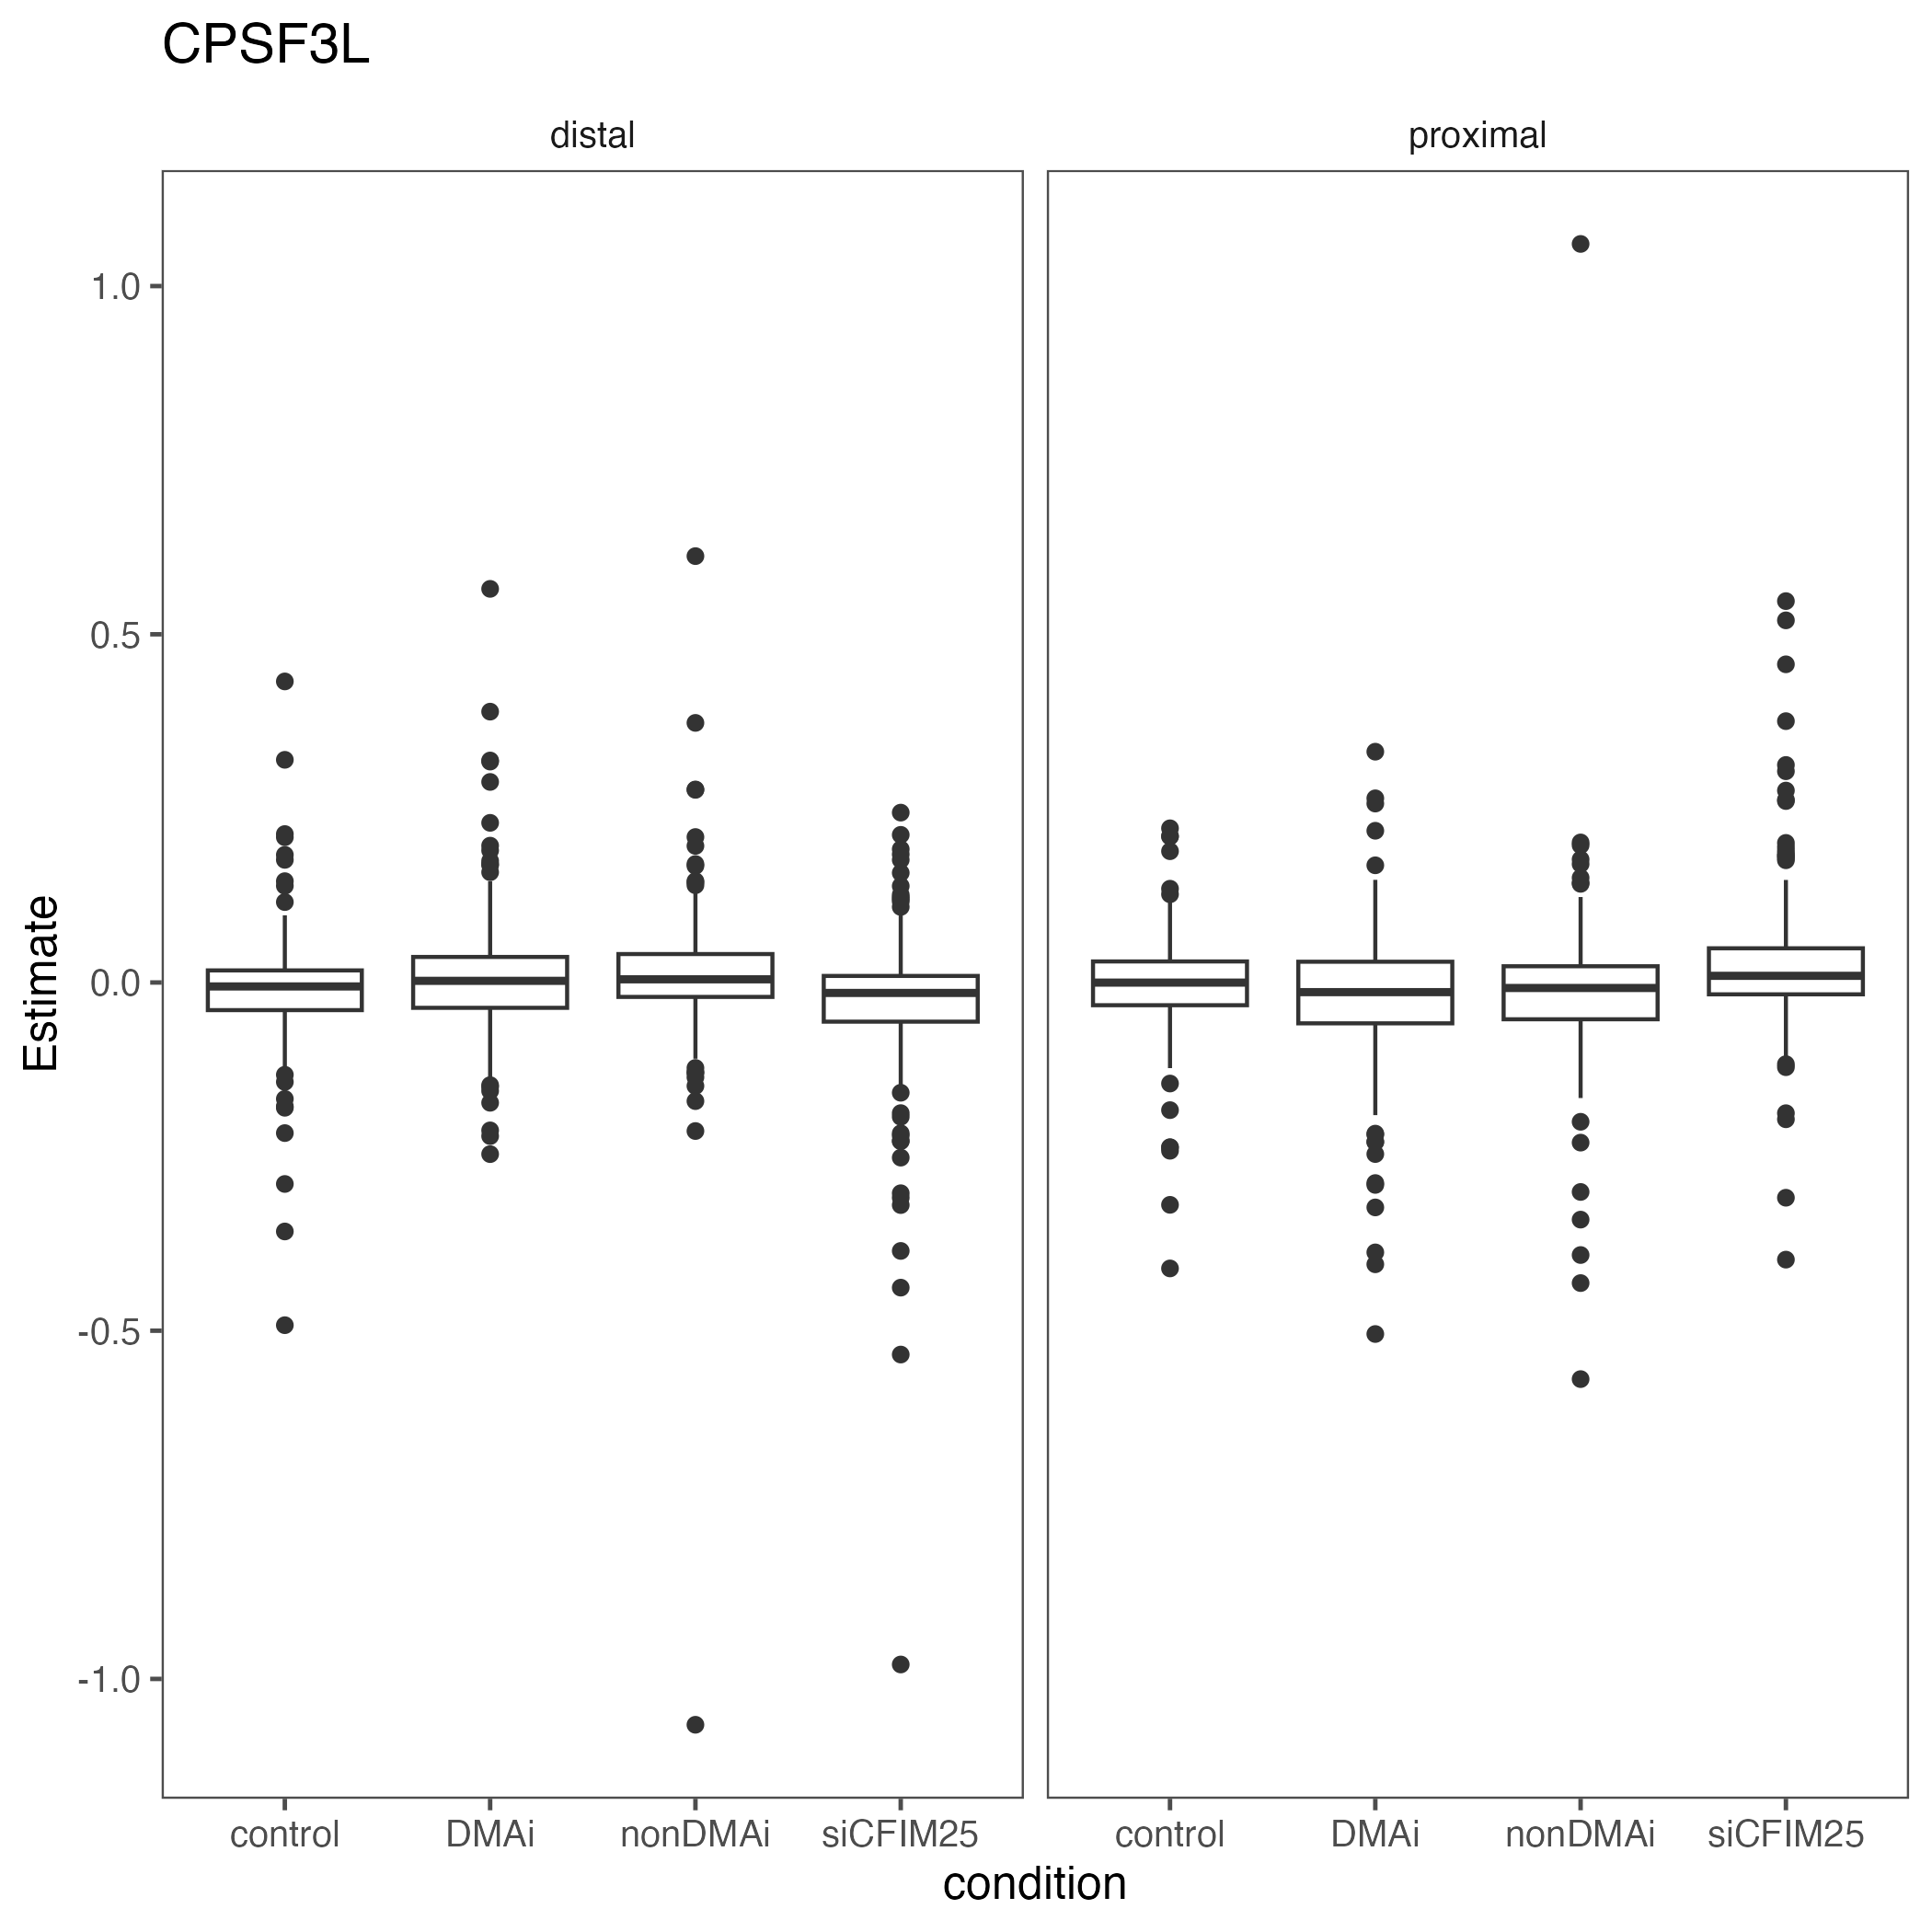 CPSF3L
distal
proximal
1.0
0.5
0.0
-0.5
-1.0
Estimate
control DMAi nonDMAi siCFIM25
control DMAi nonDMAi siCFIM25
condition